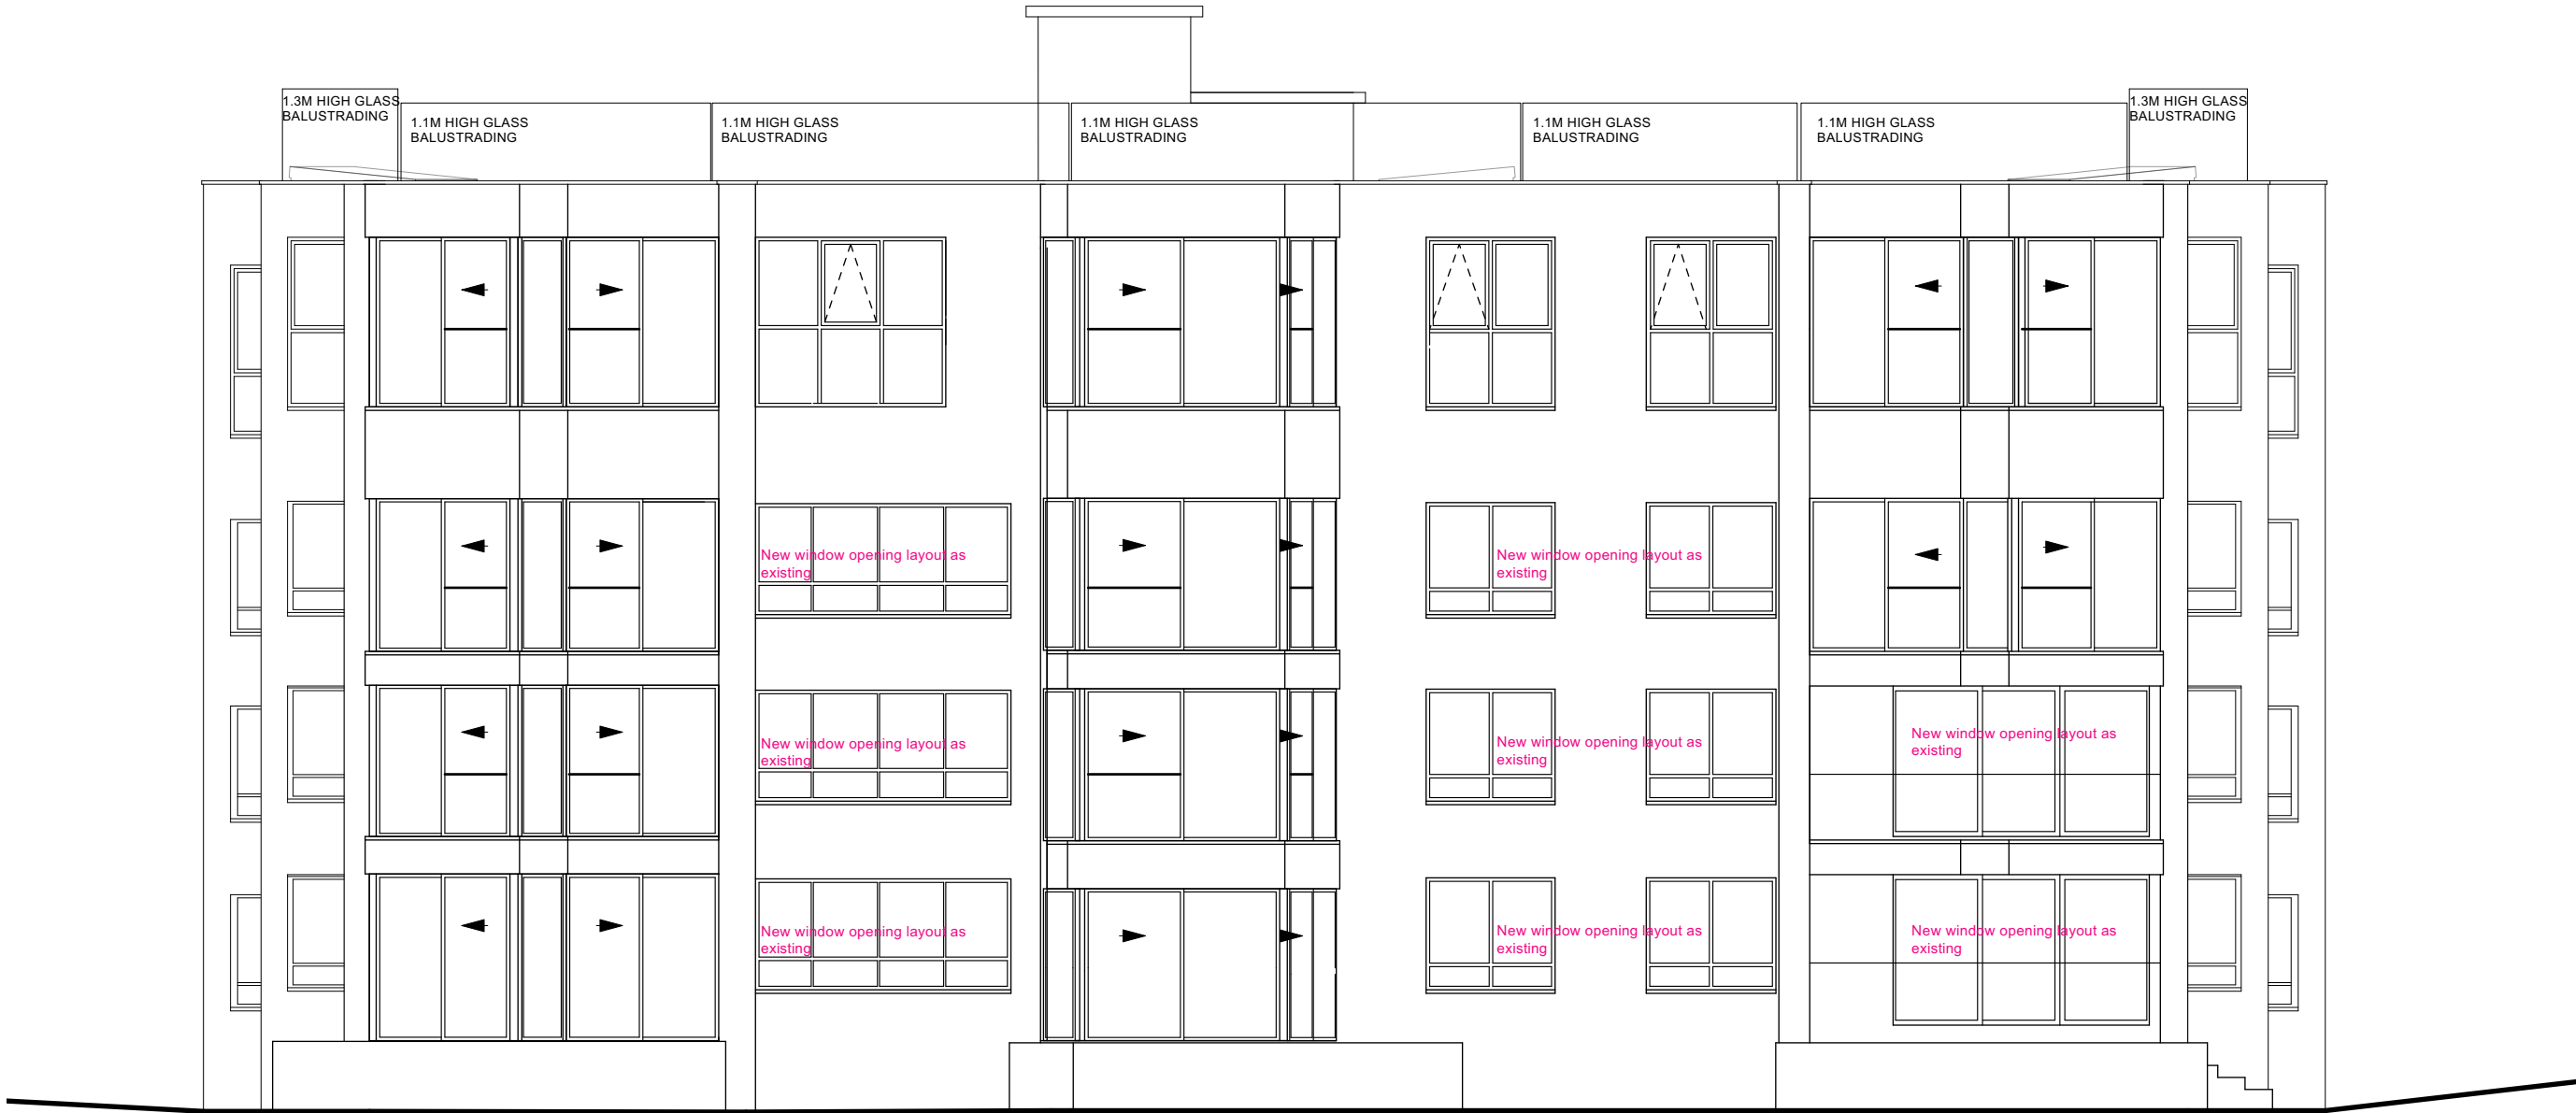 1.3M HIGH GLASS
BALUSTRADING
1.1M HIGH GLASS
BALUSTRADING
1.1M HIGH GLASS
BALUSTRADING
1.1M HIGH GLASS
BALUSTRADING
1.1M HIGH GLASS
BALUSTRADING
1.1M HIGH GLASS
BALUSTRADING
1.3M HIGH GLASS
BALUSTRADING
New window opening layout as
existing
New window opening layout as
existing
New window opening layout as
existing
New window opening layout as
existing
New window opening layout as
existing
New window opening layout as
existing
New window opening layout as
existing
New window opening layout as
existing